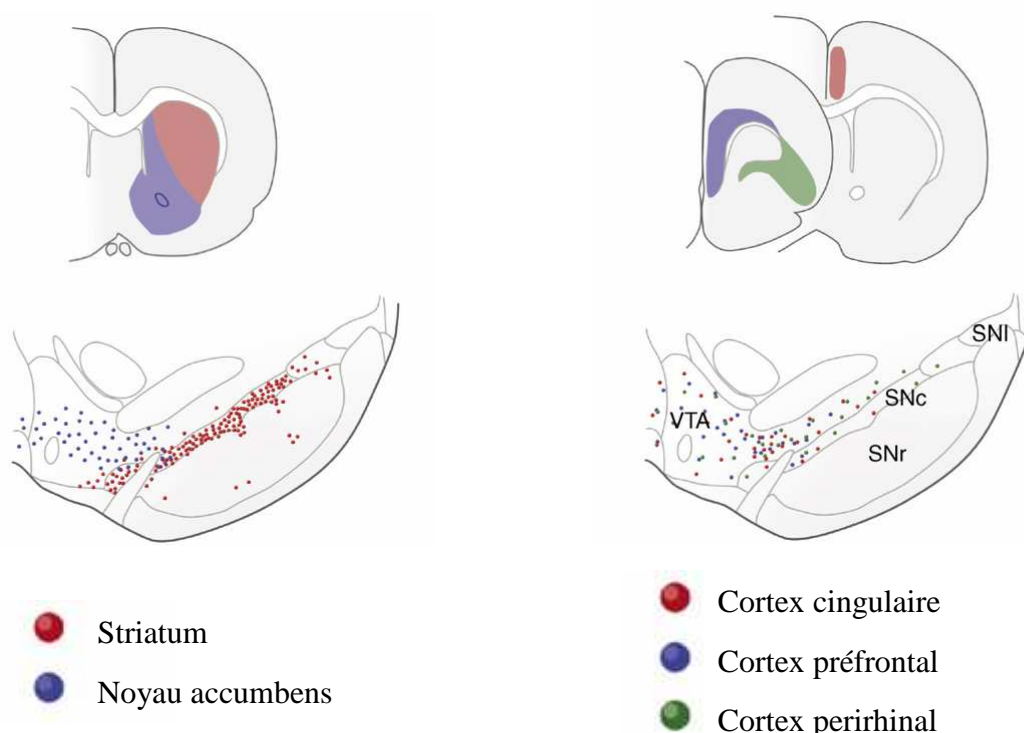 SNl
SNc
VTA
SNr
Striatum
Noyau accumbens
Cortex cingulaire
Cortex préfrontal
Cortex perirhinal